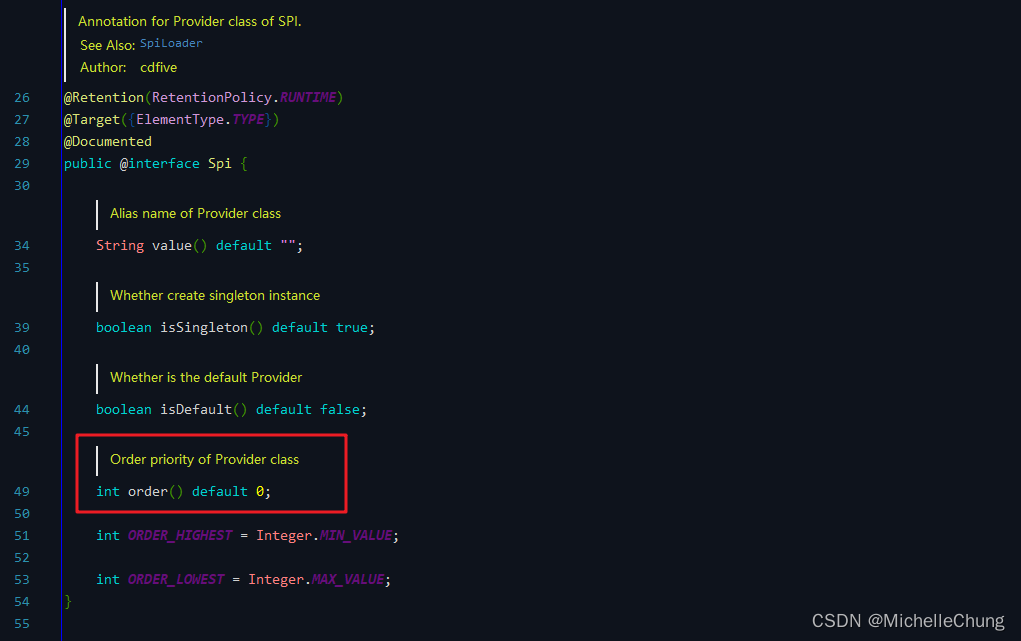 Annotation for Provider class of SPI.
See Also: SpiLoader
Author: cdfive
26 @Retention(RetentionPolicy.RUNTIME)
27 @Target({ElementType.TYPE})
28 @Documented
29 public @interface Spi {
30
Alias name of Provider class
34 String value() default "";
35
Whether create singleton instance
39 boolean isSingleton() default true;
40
Whether is the default Provider
44 boolean isDefault() default false;
45
Order priority of Provider class
49 int order() default 0;
50
51 int ORDER_HIGHEST = Integer.MIN_VALUE;
52
53 int ORDER_LOWEST = Integer.MAX_VALUE;
54 }
55
CSDN @MichelleChung